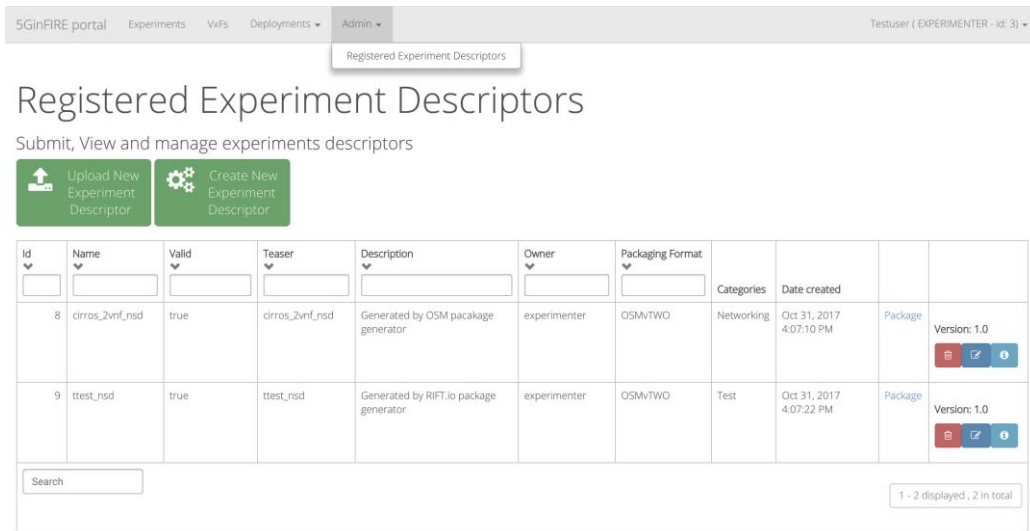 5GinFIRE portal Experiments VxFs Deployments Admin Testuser ( EXPERIMENTER - id: 3)
Registered Experiment Descriptors
Registered Experiment Descriptors
Submit, View and manage experiments descriptors
Upload New
Experiment
Descriptor
Create New
Experiment
Descriptor
Id Name Valid Teaser Description Owner Packaging Format
Categories Date created
8 cirros_2vnf_nsd true cirros_2vnf_nsd Generated by OSM pacakage experimenter OSMvTWO Networking Oct 31, 2017 Package
generator 4:07:10 PM
Version: 1.0
9 ttest_nsd true ttest_nsd Generated by RIFT.io package experimenter OSMvTWO Test Oct 31, 2017 Package
generator 4:07:22 PM
Version: 1.0
Search
1 - 2 displayed , 2 in total